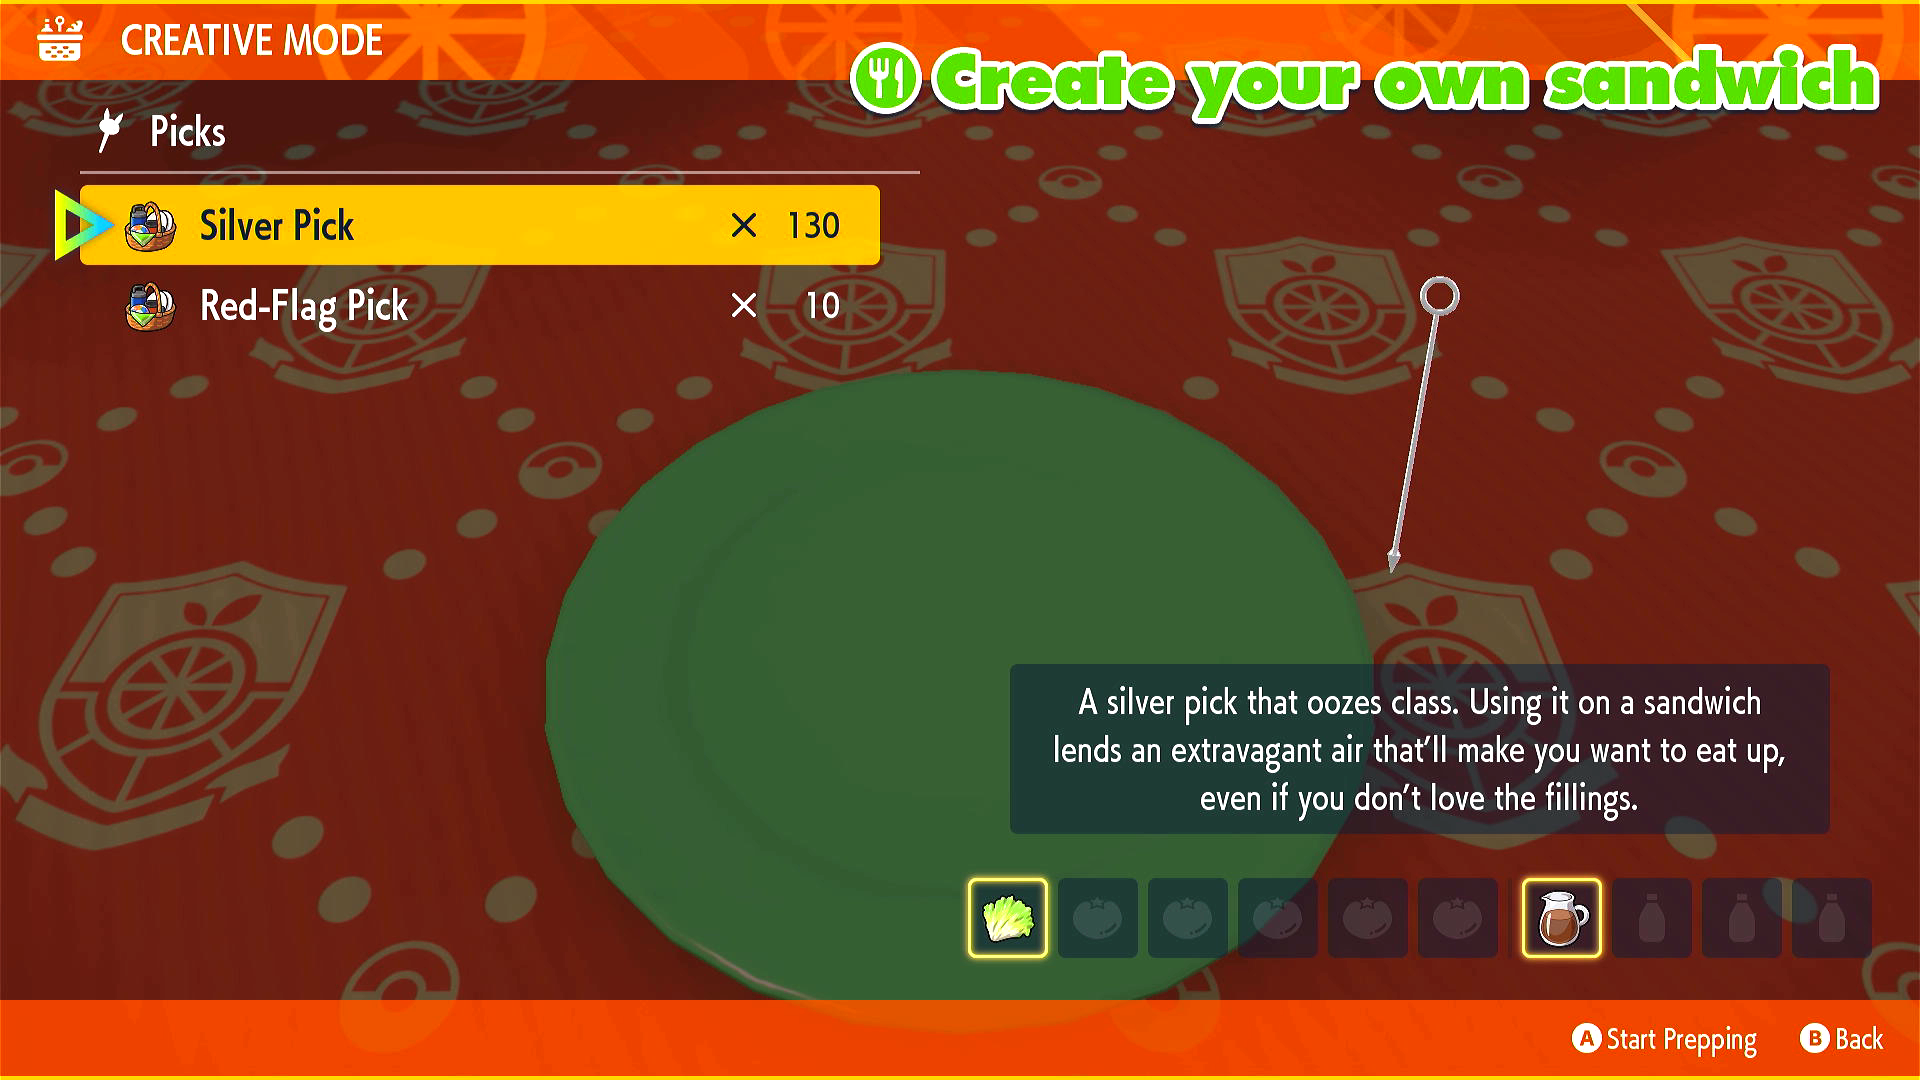 CREATIVE MODE
Create your own sandwich
Picks
Silver Pick × 130
Red-Flag Pick × 10
A silver pick that oozes class. Using it on a sandwich
lends an extravagant air that'll make you want to eat up,
even if you don't love the fillings.
A Start Prepping B Back